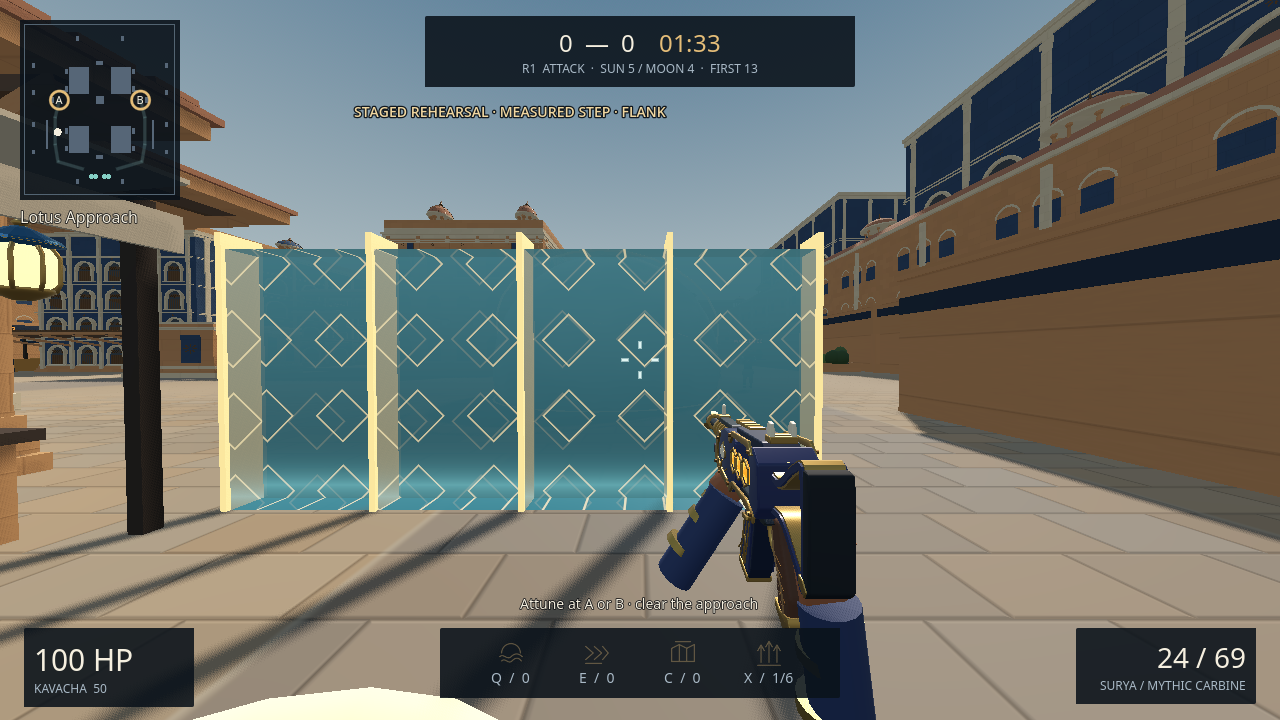 0 — 0 01:33
R1 ATTACK · SUN 5 / MOON 4 · FIRST 13
STAGED REHEARSAL · MEASURED STEP · FLANK
A
B
Lotus Approach
Attune at A or B · clear the approach
100 HP
KAVACHA 50
Q / 0
E / 0
C / 0
X / 1/6
24 / 69
SURYA / MYTHIC CARBINE